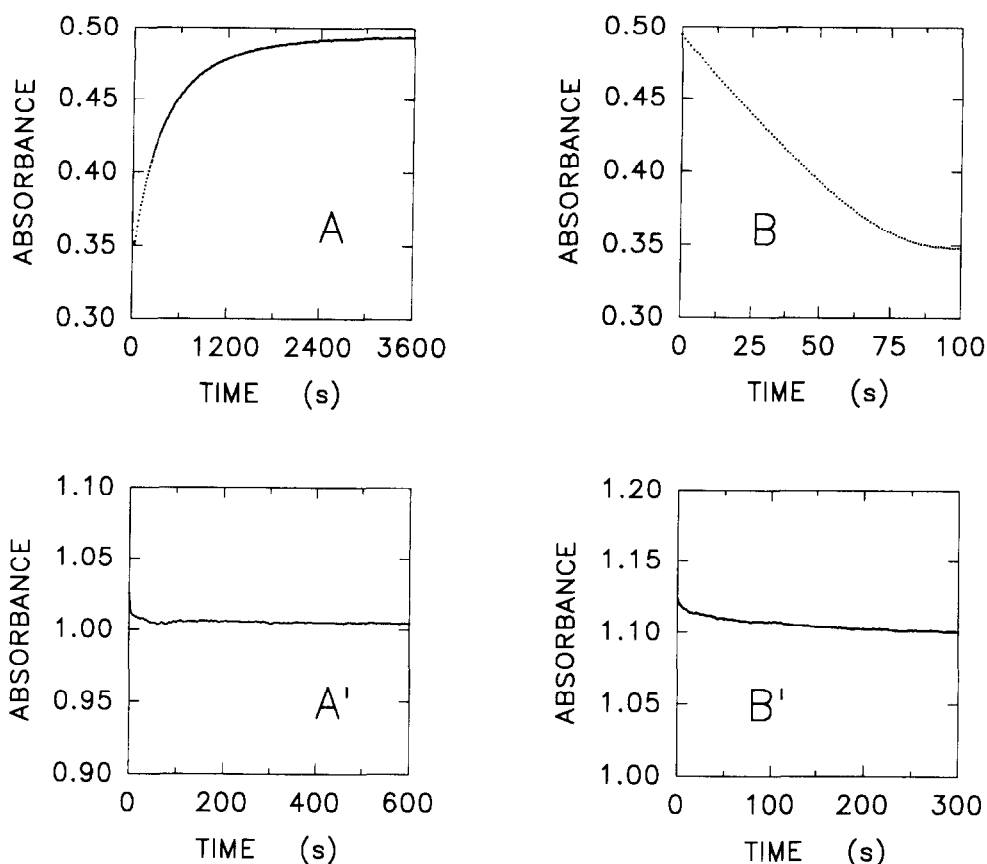 ABSORBANCE
0.50
0.45
0.40
0.35
0.30
A
0 1200 2400 3600
TIME (s)
ABSORBANCE
0.50
0.45
0.40
0.35
0.30
B
0 25 50 75 100
TIME (s)
ABSORBANCE
1.10
1.05
1.00
0.95
0.90
A'
0 200 400 600
TIME (s)
ABSORBANCE
1.20
1.15
1.10
1.05
1.00
B'
0 100 200 300
TIME (s)